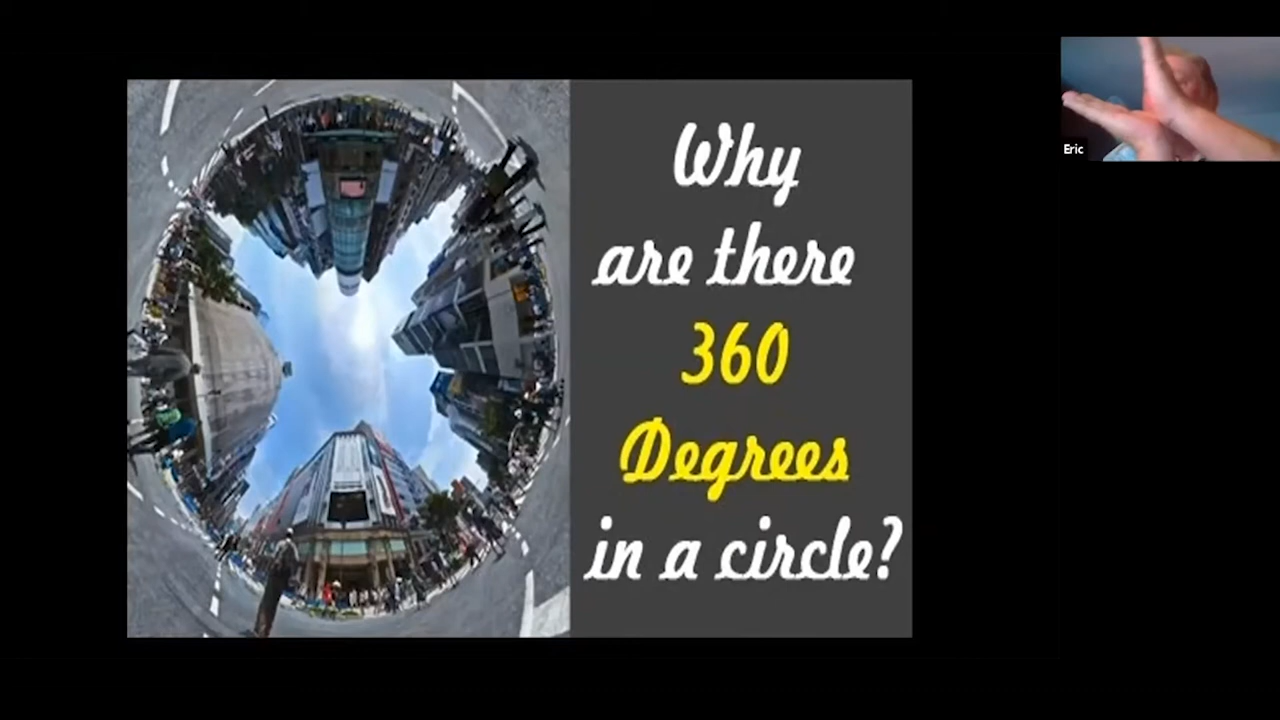 Why
are there
360
Degrees
in a circle?
Eric